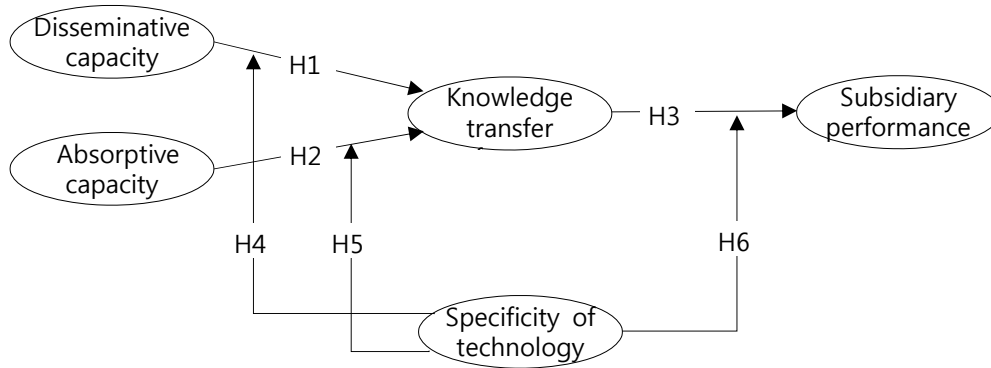 Disseminative
capacity
H1
Knowledge
transfer
H3
Subsidiary
performance
Absorptive
capacity
H2
H4
H5
H6
Specificity of
technology